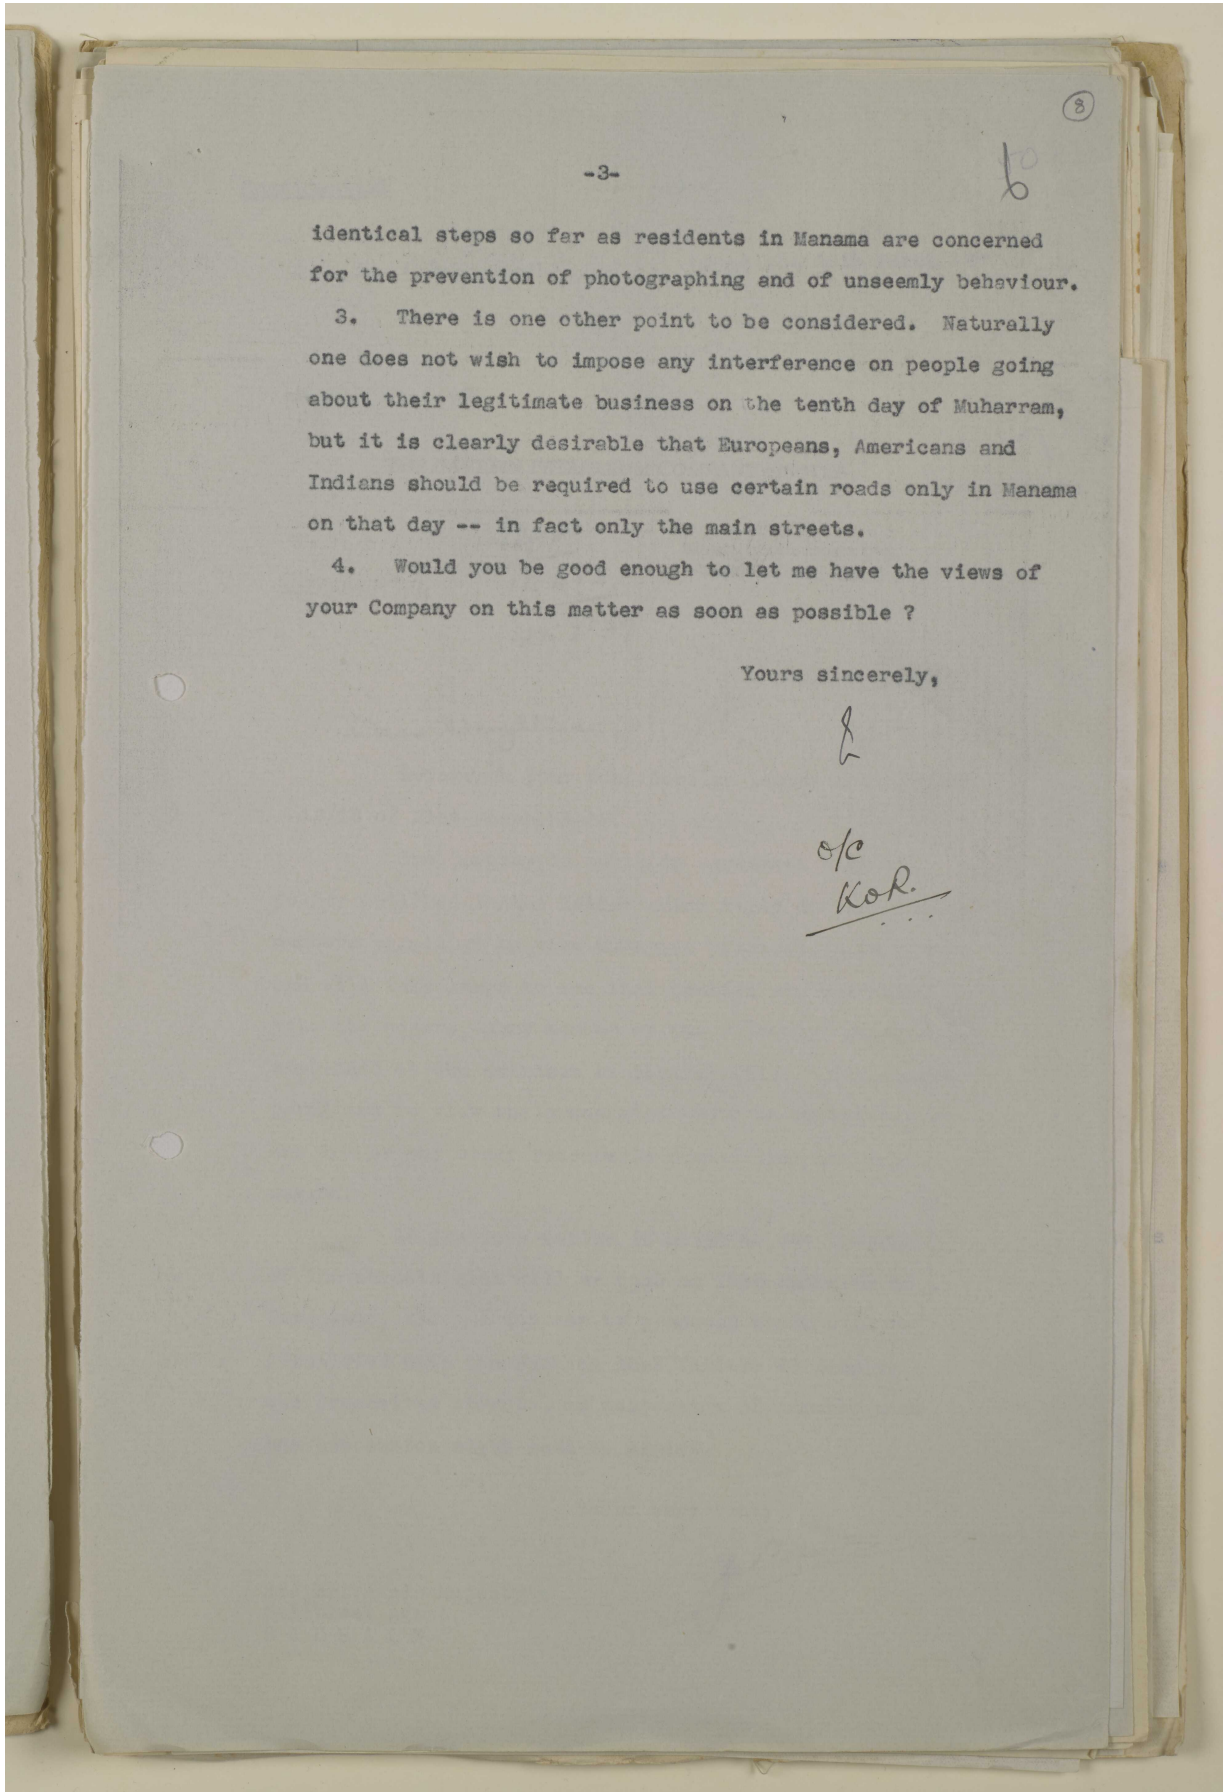 8
6
-3-
identical steps so far as residents in Manama are concerned
for the prevention of photographing and of unseemly behaviour.
3. There is one other point to be considered. Naturally
one does not wish to impose any interference on people going
about their legitimate business on the tenth day of Muharram,
but it is clearly desirable that Europeans, Americans and
Indians should be required to use certain roads only in Manama
on that day -- in fact only the main streets.
4. Would you be good enough to let me have the views of
your Company on this matter as soon as possible ?
Yours sincerely,
o/c
KoR.